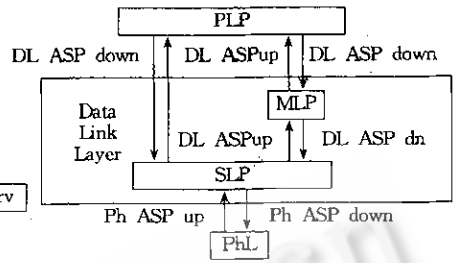 PLP
DL ASP down DL ASPup DL ASP down
MLP
Data
Link
Layer
DL ASPup DL ASP dn
SLP
rv
Ph ASP up Ph ASP down
PhL